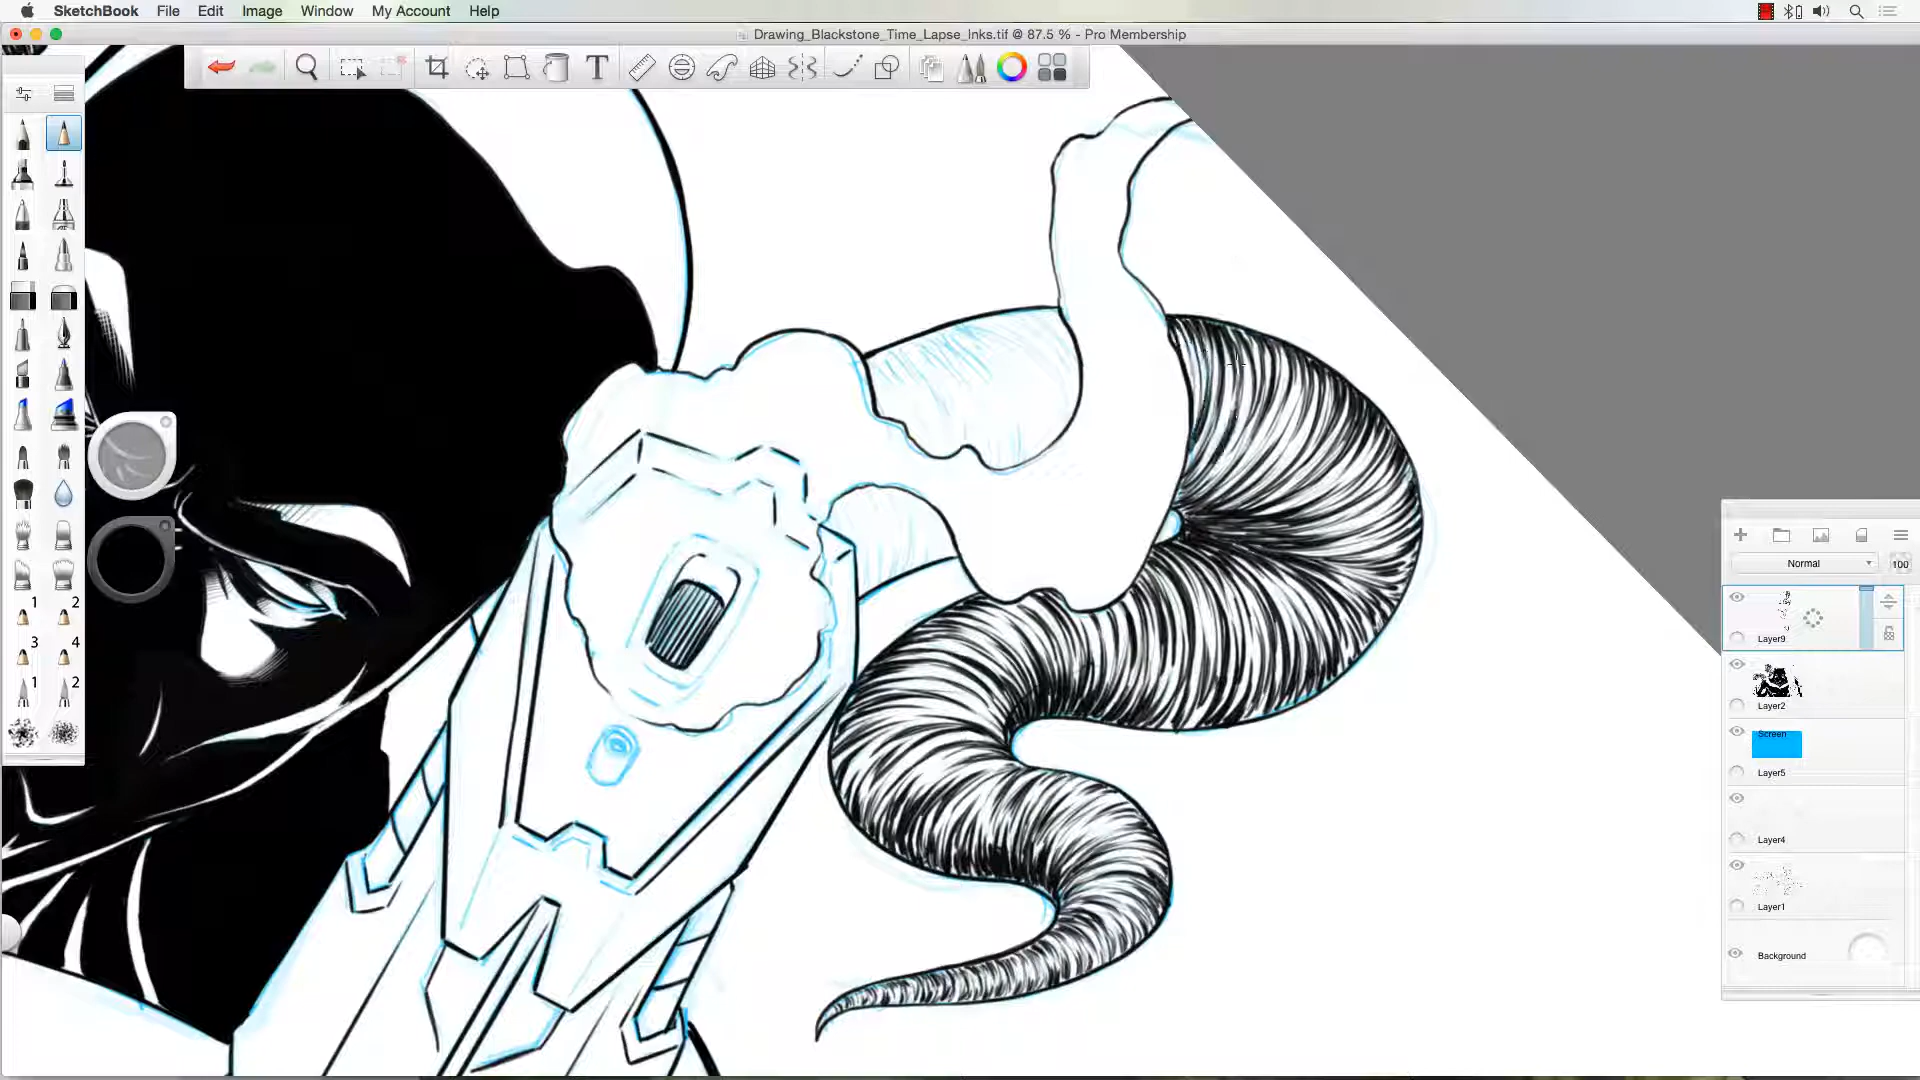 SketchBook File Edit Image Window My Account Help
Drawing_Blackstone_Time_Lapse_Inks.tif @ 87.5 % - Pro Membership
T
1 2
3 4
1 2
Normal 100
Layer9
Layer2
Screen
Layer5
Layer4
Layer1
Background